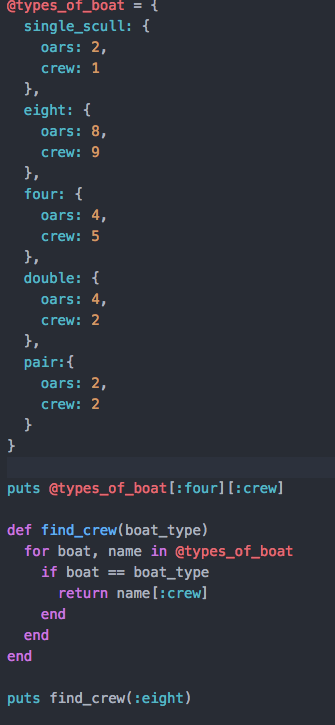 @types_of_boat = {
  single_scull: {
    oars: 2,
    crew: 1
  },
  eight: {
    oars: 8,
    crew: 9
  },
  four: {
    oars: 4,
    crew: 5
  },
  double: {
    oars: 4,
    crew: 2
  },
  pair:{
    oars: 2,
    crew: 2
  }
}

puts @types_of_boat[:four][:crew]

def find_crew(boat_type)
  for boat, name in @types_of_boat
    if boat == boat_type
      return name[:crew]
    end
  end
end

puts find_crew(:eight)